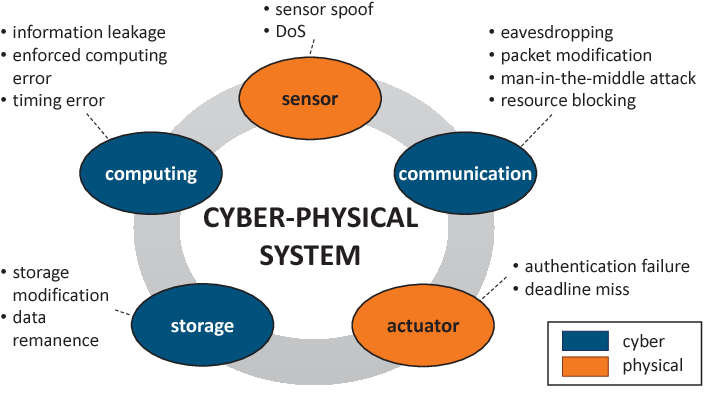 • sensor spoof
• DoS
• information leakage
• enforced computing
error
• timing error
• eavesdropping
• packet modification
• man-in-the-middle attack
• resource blocking
sensor
computing
communication
CYBER-PHYSICAL
SYSTEM
• storage
modification
• data
remanence
• authentication failure
• deadline miss
storage
actuator
cyber
physical